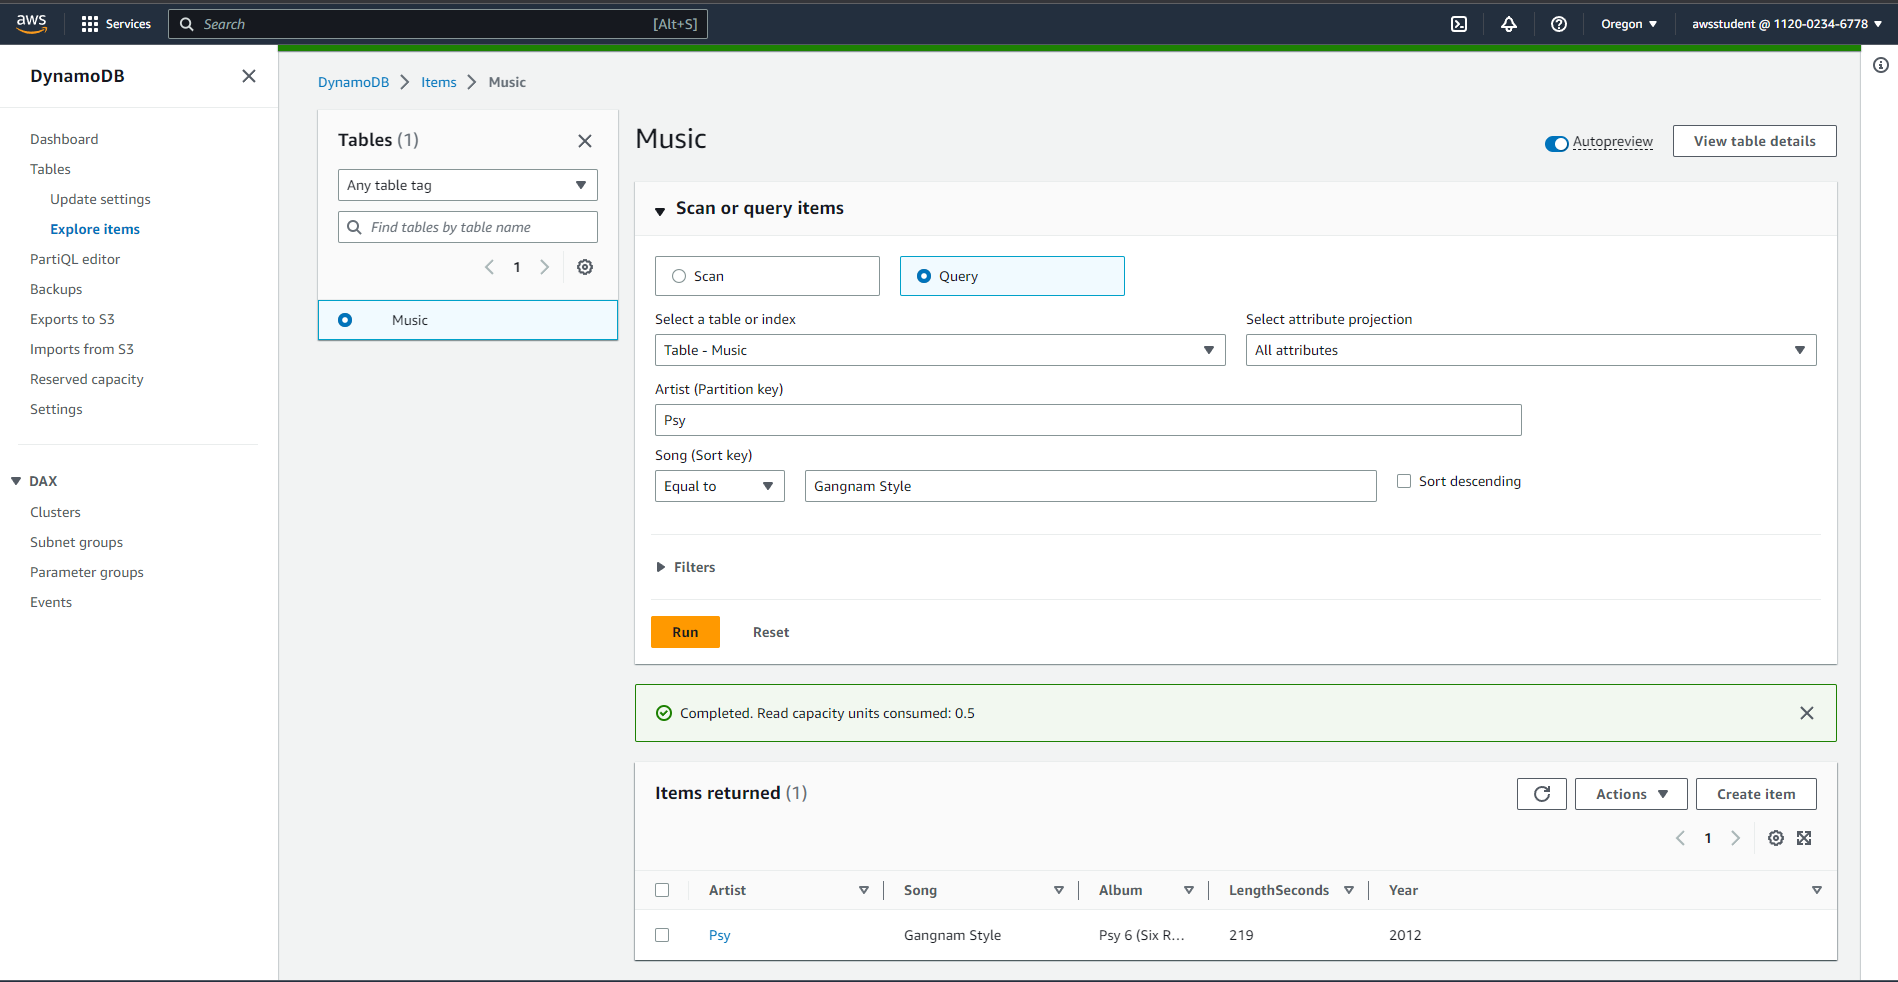 aws Services Search [Alt+S] Oregon awsstudent @ 1120-0234-6778
DynamoDB
Dashboard
Tables
Update settings
Explore items
PartiQL editor
Backups
Exports to S3
Imports from S3
Reserved capacity
Settings
DAX
Clusters
Subnet groups
Parameter groups
Events
DynamoDB Items Music
Tables (1)
Any table tag
Find tables by table name
1
Music
Music
Autopreview View table details
Scan or query items
Scan Query
Select a table or index Select attribute projection
Table - Music All attributes
Artist (Partition key)
Psy
Song (Sort key)
Equal to Gangnam Style Sort descending
Filters
Run Reset
Completed. Read capacity units consumed: 0.5
Items returned (1) Actions Create item
1
Artist Song Album LengthSeconds Year
Psy Gangnam Style Psy 6 (Six R... 219 2012